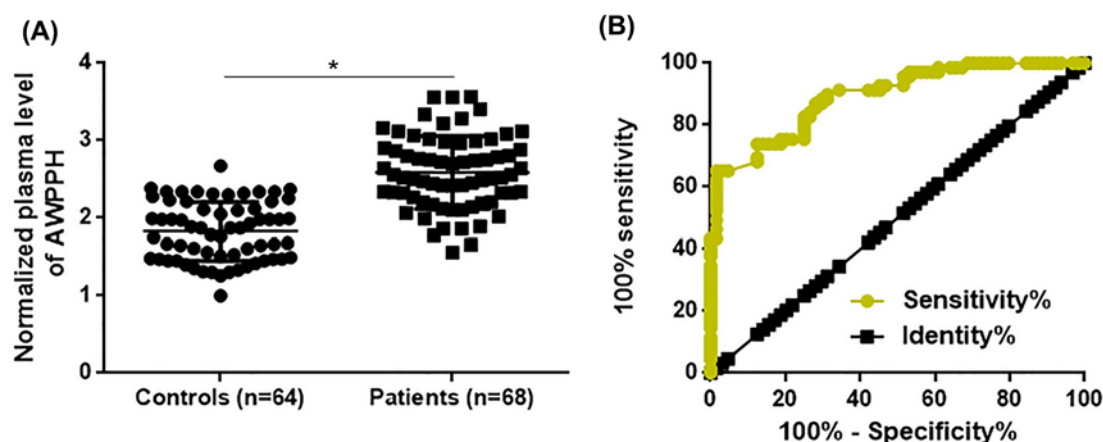 (A)
Normalized plasma level
of AWPPH
4
3
2
1
0
*
Controls (n=64)
Patients (n=68)
(B)
100% sensitivity
100
80
60
40
20
0
Sensitivity%
Identity%
0 20 40 60 80 100
100% - Specificity%